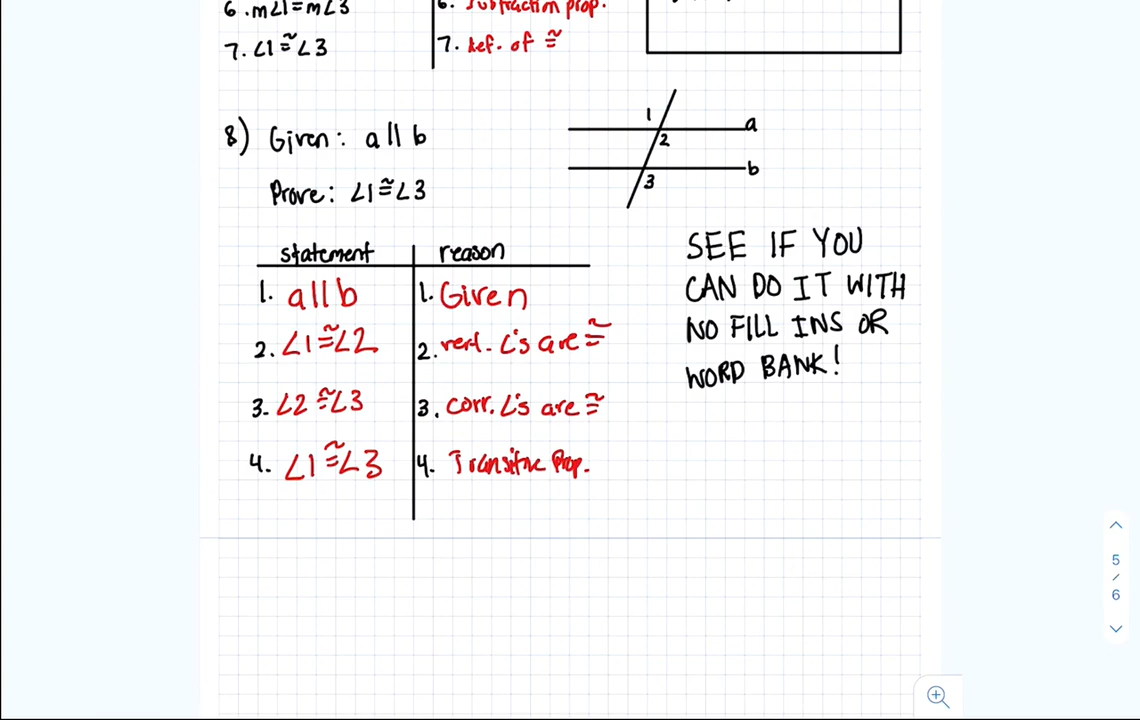 6. m∠1=m∠3
6. Subtraction prop.
7. ∠1≅∠3
7. def. of ≅
8) Given: a || b
Prove: ∠1≅∠3
1
a
2
b
3
statement
reason
1. a || b
1. Given
2. ∠1≅∠2
2. vert. ∠'s are ≅
3. ∠2≅∠3
3. corr. ∠'s are ≅
4. ∠1≅∠3
4. Transitive Prop.
SEE IF YOU
CAN DO IT WITH
NO FILL INS OR
WORD BANK!
5
/
6